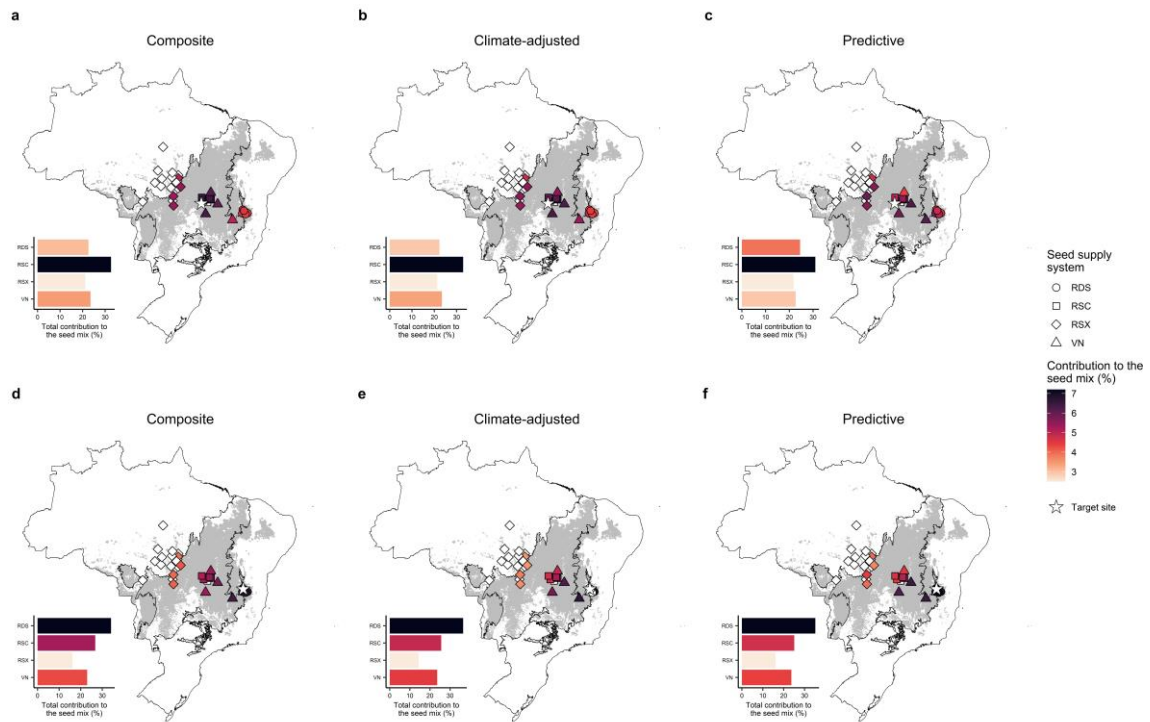 a
b
c
Composite
Climate-adjusted
Predictive
RDS
RSC
RSX
VN
0 10 20 30
Total contribution to
the seed mix (%)
RDS
RSC
RSX
VN
0 10 20 30
Total contribution to
the seed mix (%)
RDS
RSC
RSX
VN
0 10 20 30
Total contribution to
the seed mix (%)
Seed supply
system
RDS
RSC
RSX
VN
Contribution to the
seed mix (%)
7
6
5
4
3
Target site
d
e
f
Composite
Climate-adjusted
Predictive
RDS
RSC
RSX
VN
0 10 20 30
Total contribution to
the seed mix (%)
RDS
RSC
RSX
VN
0 10 20 30
Total contribution to
the seed mix (%)
RDS
RSC
RSX
VN
0 10 20 30
Total contribution to
the seed mix (%)